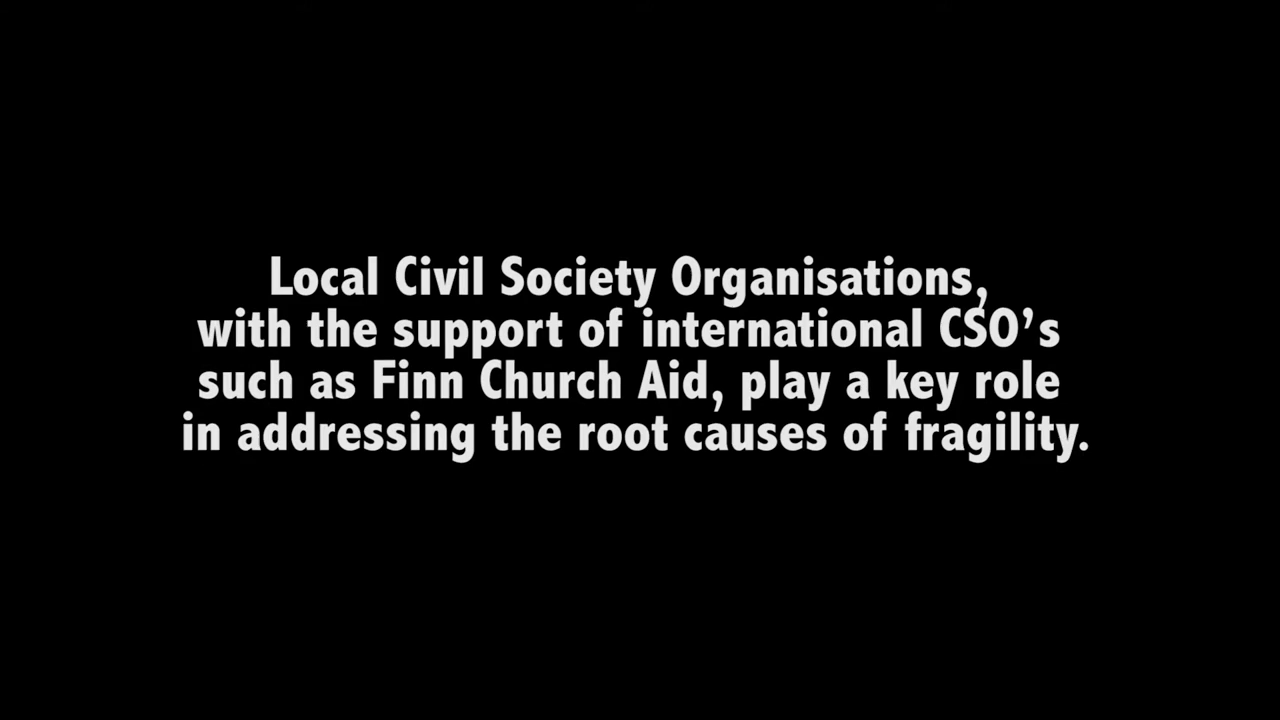 Local Civil Society Organisations,
with the support of international CSO’s
such as Finn Church Aid, play a key role
in addressing the root causes of fragility.